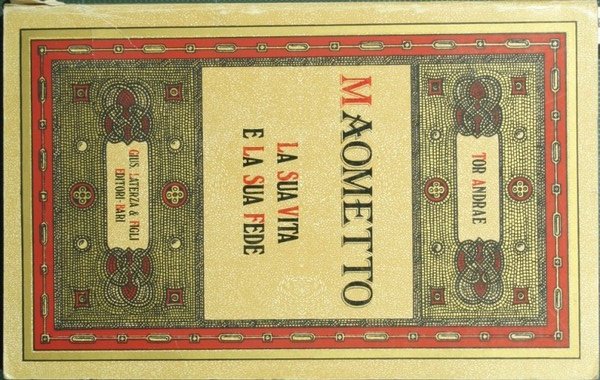 TOR ANDRAE
MAOMETTO
LA SUA VITA
E LA SUA FEDE
GIUS. LATERZA & FIGLI
EDITORI-BARI